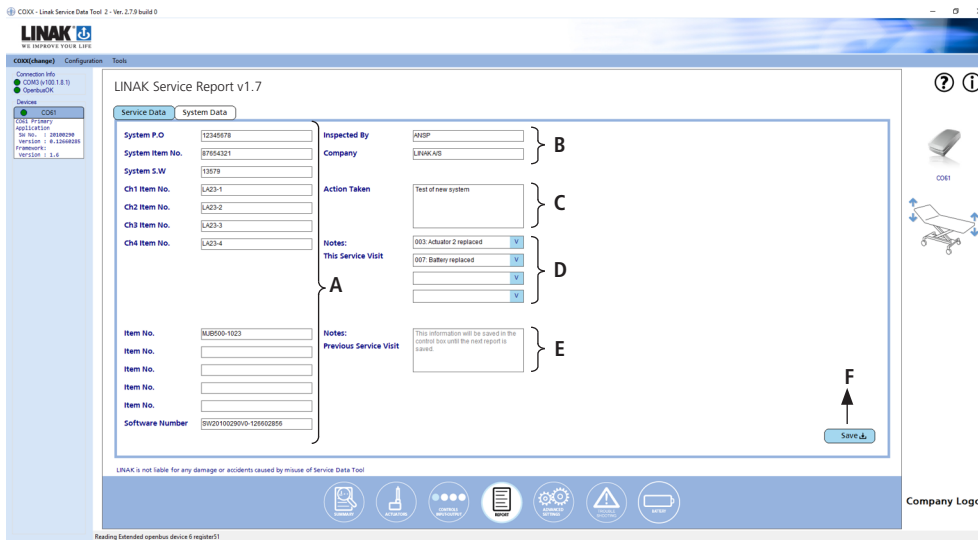 COXX - Linak Service Data Tool 2 - Ver. 2,7.9 build 0
LINAK
WE IMPROVE YOUR LIFE
COXX(change) Configuration Tools
Connection Info
COM3 (v100.1.8.1)
OpenbusOK
Devices
CO61
CO61 Primary
Application
SW No. : 20100290
Version : 0.12660285
Framework:
Version : 1.6
LINAK Service Report v1.7
Service Data System Data
System P.O 12345678
System Item No. 87654321
System S.W 13579
Ch1 Item No. LA23-1
Ch2 Item No. LA23-2
Ch3 Item No. LA23-3
Ch4 Item No. LA23-4
Item No. MJB500-1023
Item No.
Item No.
Item No.
Item No.
Software Number SW20100290V0-126602856
A
Inspected By ANSP
Company LINAK A/S
B
Action Taken Test of new system
C
Notes: 003: Actuator 2 replaced V
This Service Visit 007: Battery replaced V
V
V
D
Notes:
Previous Service Visit
This information will be saved in the
control box until the next report is
saved.
E
F
Save
LINAK is not liable for any damage or accidents caused by misuse of Service Data Tool
SUMMARY
ACTUATORS
CONTROLS
INPUT/OUTPUT
REPORT
ADVANCED
SETTINGS
TROUBLE
SHOOTING
BATTERY
Reading Extended openbus device 6 register51
? i
CO61
Company Logo